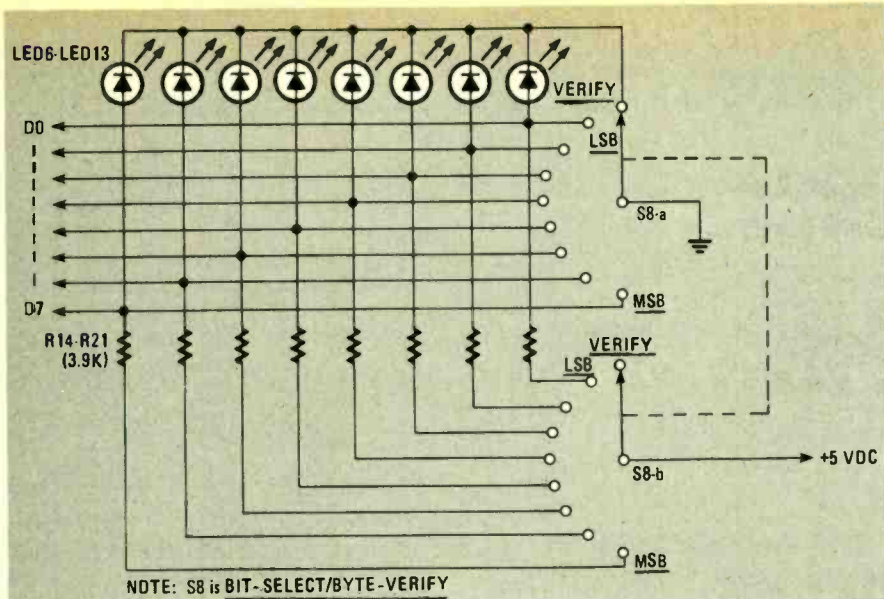 LED6-LED13
VERIFY
D0
LSB
S8-a
D7
MSB
R14-R21
(3.9K)
VERIFY
LSB
S8-b
+5 VDC
MSB
NOTE: S8 is BIT-SELECT/BYTE-VERIFY